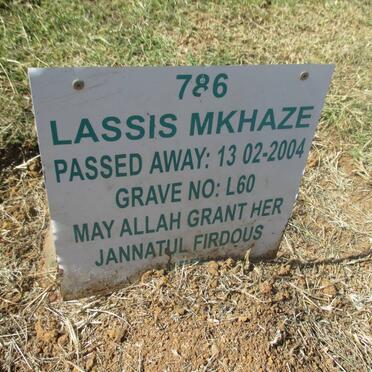 786
LASSIS MKHAZE
PASSED AWAY: 13 02-2004
GRAVE NO: L60
MAY ALLAH GRANT HER
JANNATUL FIRDOUS